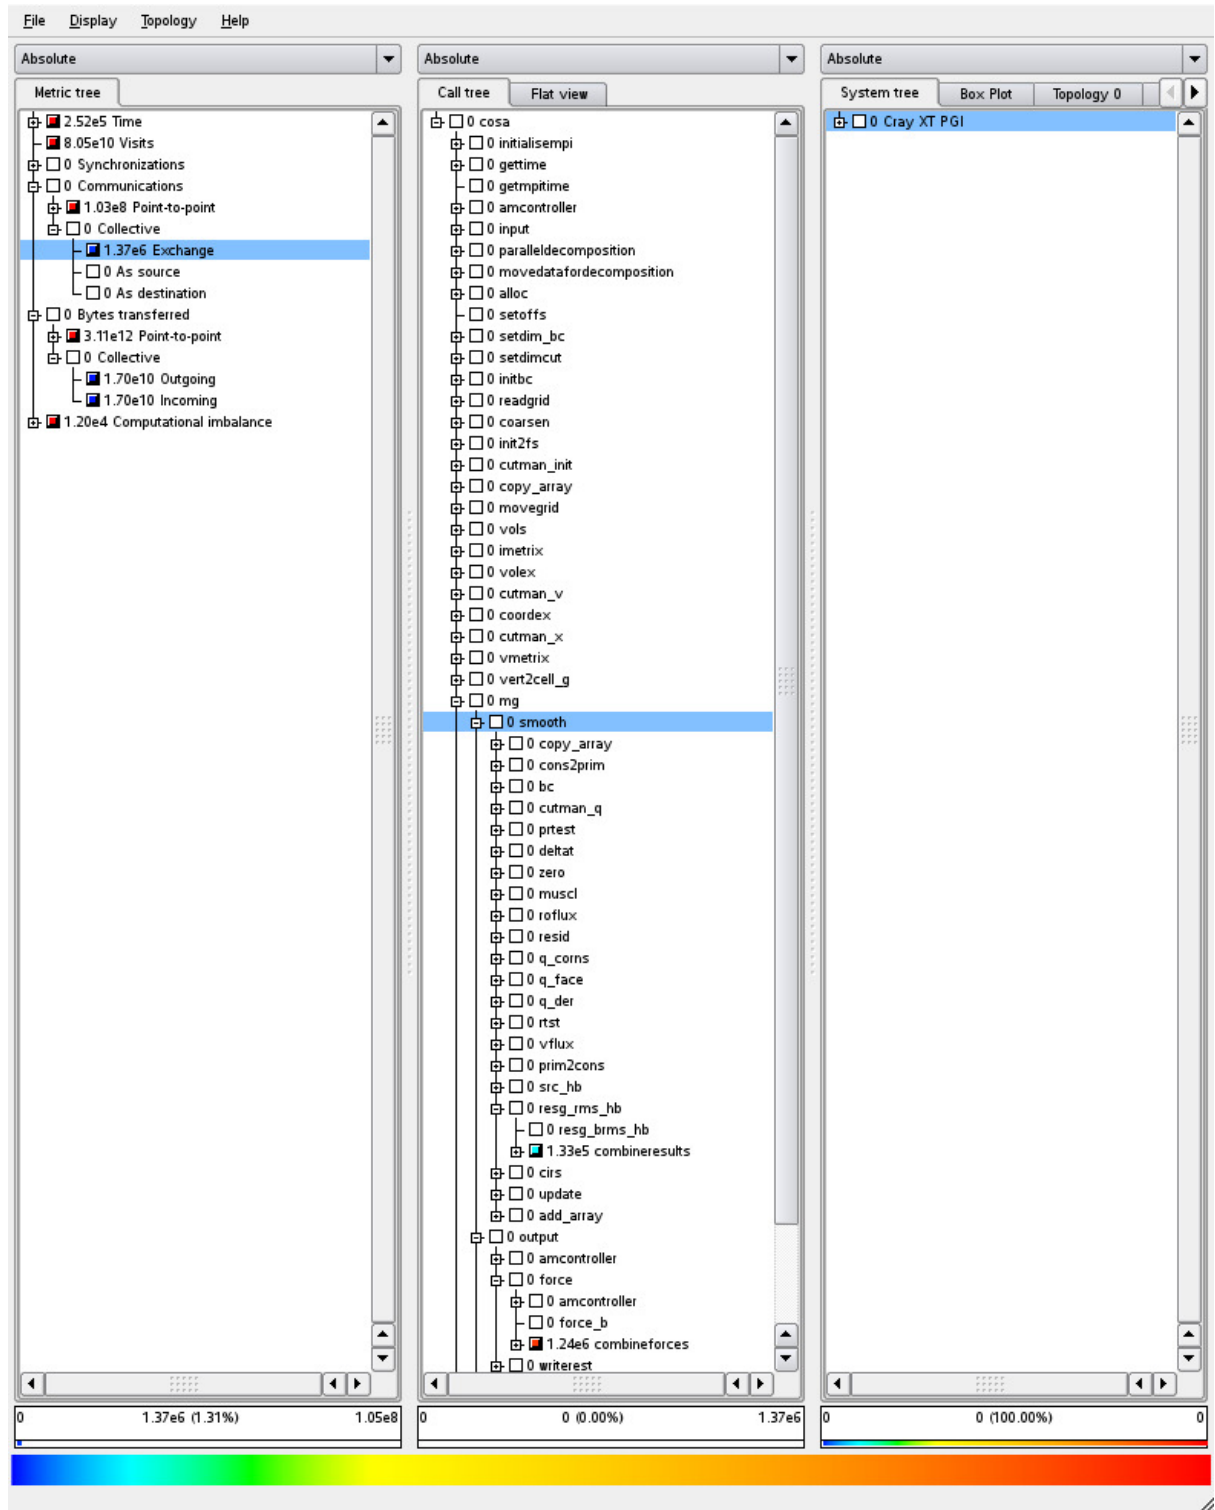 File Display Topology Help
Absolute
Metric tree
2.52e5 Time
8.05e10 Visits
0 Synchronizations
0 Communications
1.03e8 Point-to-point
0 Collective
1.37e6 Exchange
0 As source
0 As destination
0 Bytes transferred
3.11e12 Point-to-point
0 Collective
1.70e10 Outgoing
1.70e10 Incoming
1.20e4 Computational imbalance
0 1.37e6 (1.31%) 1.05e8
Absolute
Call tree Flat view
0 cosa
0 initialisempi
0 gettime
0 getmpitime
0 amcontroller
0 input
0 paralleldecomposition
0 movedatafordecomposition
0 alloc
0 setoffs
0 setdim_bc
0 setdimcut
0 initbc
0 readgrid
0 coarsen
0 init2fs
0 cutman_init
0 copy_array
0 movegrid
0 vols
0 imetrix
0 volex
0 cutman_v
0 coordex
0 cutman_x
0 vmetrix
0 vert2cell_g
0 mg
0 smooth
0 copy_array
0 cons2prim
0 bc
0 cutman_q
0 prtest
0 deltat
0 zero
0 muscl
0 roflux
0 resid
0 q_corns
0 q_face
0 q_der
0 rtst
0 vflux
0 prim2cons
0 src_hb
0 resg_rms_hb
0 resg_brms_hb
1.33e5 combineresults
0 cirs
0 update
0 add_array
0 output
0 amcontroller
0 force
0 amcontroller
0 force_b
1.24e6 combineforces
0 writerest
0 0 (0.00%) 1.37e6
Absolute
System tree Box Plot Topology 0
0 Cray XT PGI
0 0 (100.00%) 0